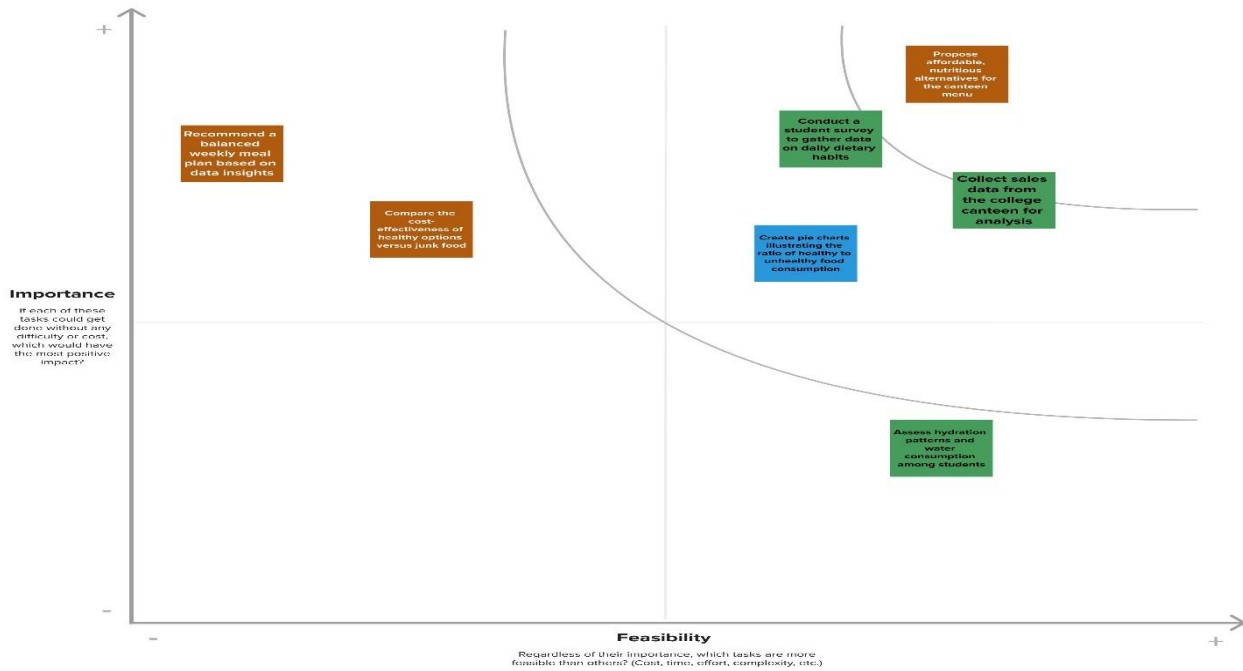 +
Propose
affordable,
nutritious
alternatives for
the canteen
menu
Conduct a
student survey
to gather data
on daily dietary
habits
Recommend a
balanced
weekly meal
plan based on
data insights
Collect sales
data from
the college
canteen for
analysis
Compare the
cost-
effectiveness of
healthy options
versus junk food
Create pie charts
illustrating the
ratio of healthy to
unhealthy food
consumption
Importance
If each of these
tasks could get
done without any
difficulty or cost,
which would have
the most positive
impact?
Assess hydration
patterns and
water
consumption
among students
-
-
+
Feasibility
Regardless of their importance, which tasks are more
feasible than others? (Cost, time, effort, complexity, etc.)